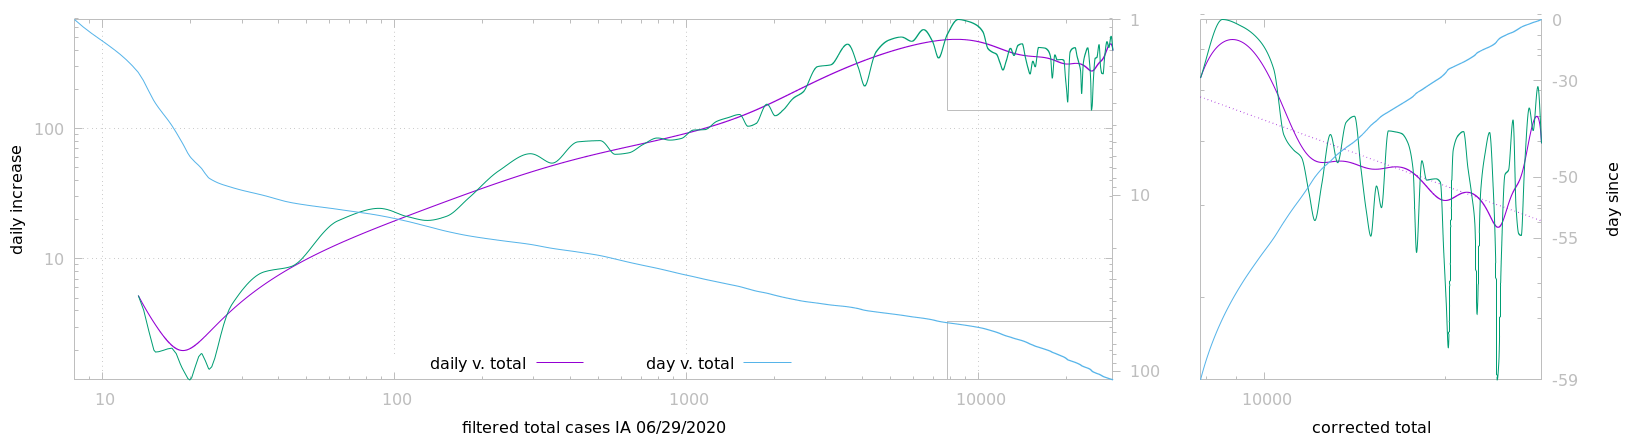 daily increase
100
10
10
100
1000
10000
1
10
100
daily v. total
day v. total
filtered total cases IA 06/29/2020
0
-30
-50
-55
-59
day since
10000
corrected total